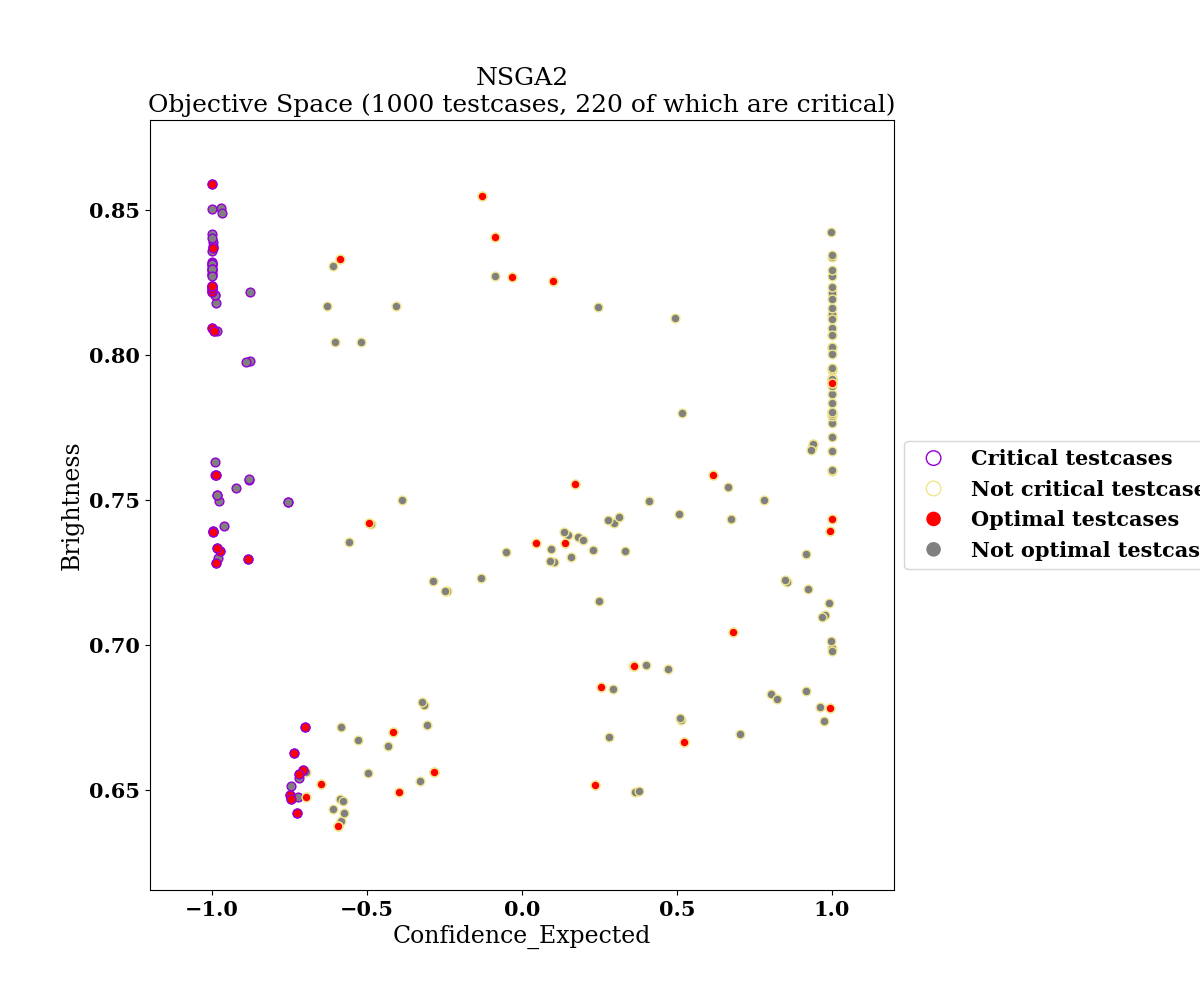 NSGA2
Objective Space (1000 testcases, 220 of which are critical)
0.85
0.80
0.75
0.70
0.65
Brightness
−1.0
−0.5
0.0
0.5
1.0
Confidence_Expected
Critical testcases
Not critical testcase
Optimal testcases
Not optimal testcas